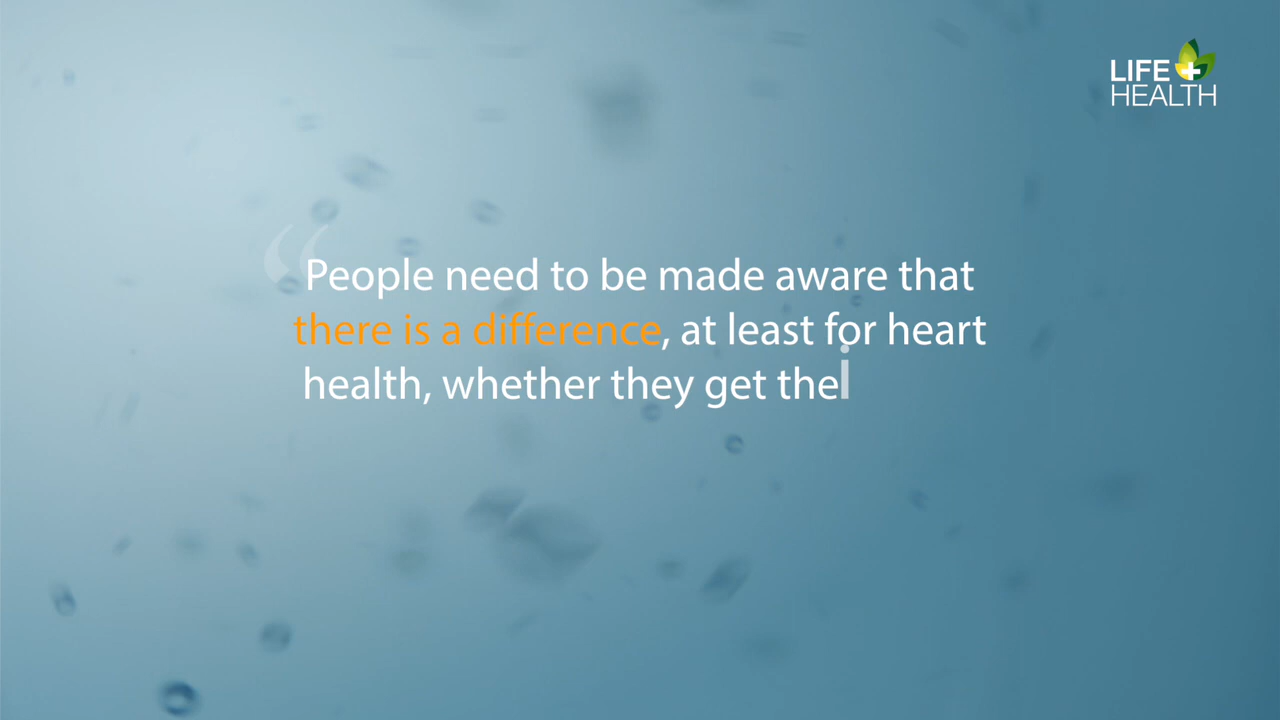 LIFE
HEALTH
“People need to be made aware that
there is a difference, at least for heart
health, whether they get thei